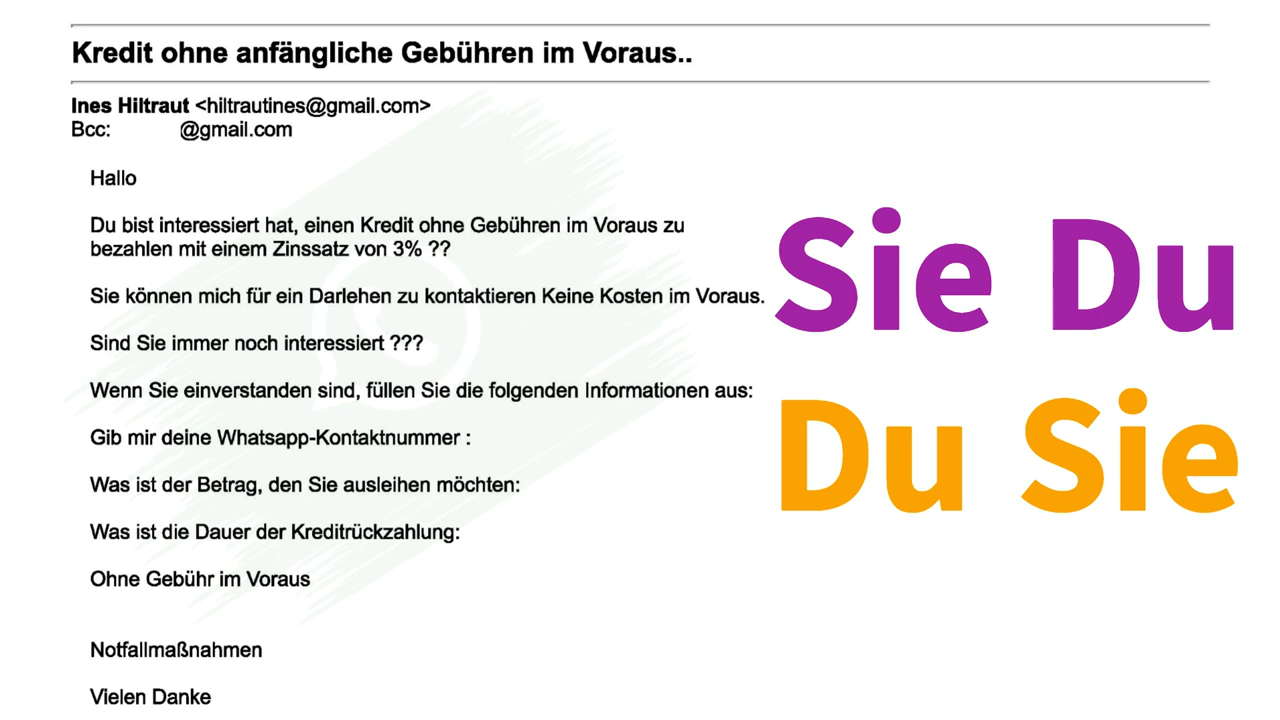 Kredit ohne anfängliche Gebühren im Voraus..
Ines Hiltraut <hiltrautines@gmail.com>
Bcc: @gmail.com
Hallo
Du bist interessiert hat, einen Kredit ohne Gebühren im Voraus zu
bezahlen mit einem Zinssatz von 3% ??
Sie können mich für ein Darlehen zu kontaktieren Keine Kosten im Voraus.
Sind Sie immer noch interessiert ???
Wenn Sie einverstanden sind, füllen Sie die folgenden Informationen aus:
Gib mir deine Whatsapp-Kontaktnummer :
Was ist der Betrag, den Sie ausleihen möchten:
Was ist die Dauer der Kreditrückzahlung:
Ohne Gebühr im Voraus
Notfallmaßnahmen
Vielen Danke
Sie Du
Du Sie